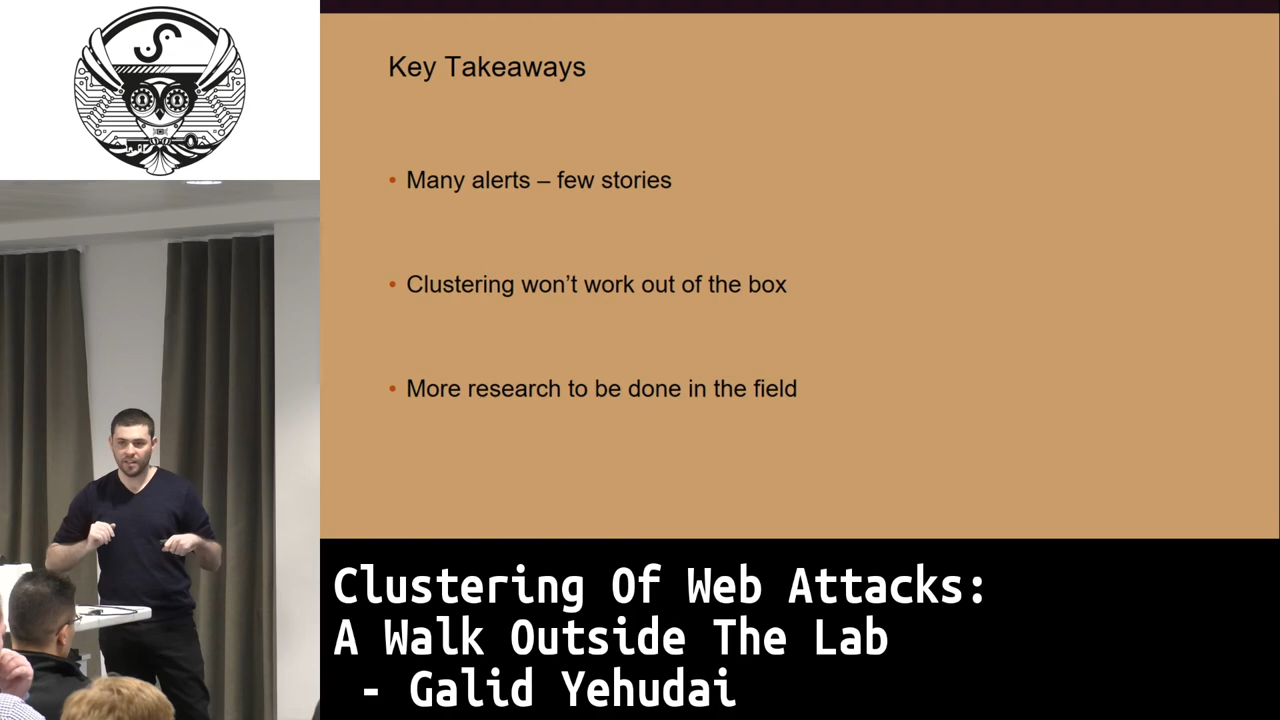 Key Takeaways
• Many alerts – few stories
• Clustering won’t work out of the box
• More research to be done in the field
Clustering Of Web Attacks:
A Walk Outside The Lab
- Galid Yehudai